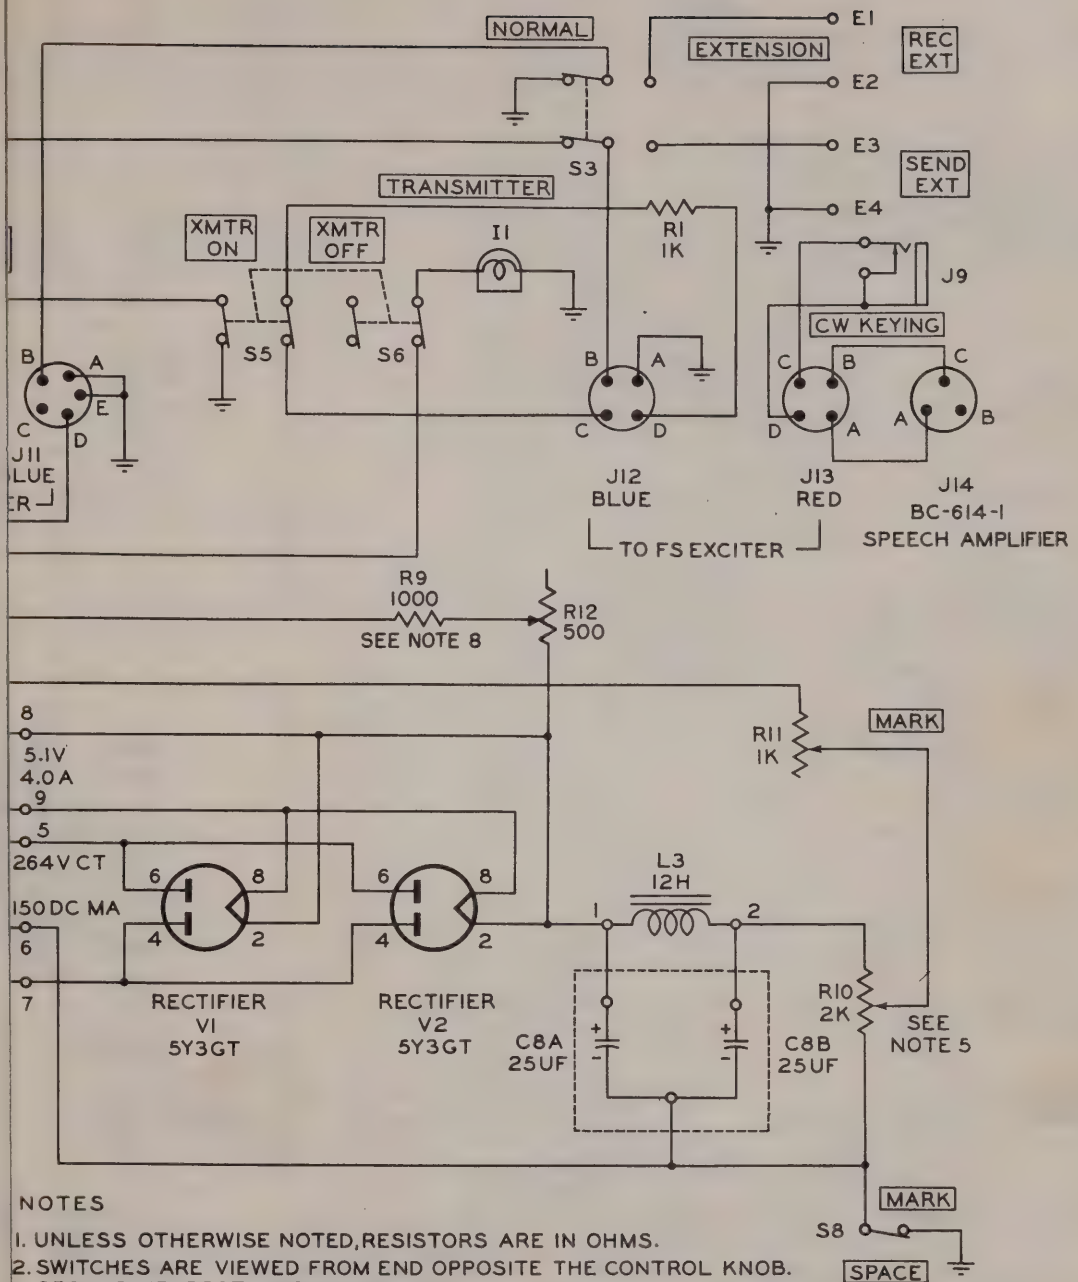 NORMAL
EXTENSION
E1
REC
EXT
E2
S3
E3
SEND
EXT
TRANSMITTER
E4
XMTR
ON
XMTR
OFF
I1
R1
1K
J9
CW KEYING
S5
S6
B
A
E
C
D
B
A
C
D
C
B
D
A
C
A
B
J11
BLUE
J12
BLUE
J13
RED
J14
BC-614-1
SPEECH AMPLIFIER
TO FS EXCITER
R9
1000
SEE NOTE 8
R12
500
8
5.1V
4.0A
9
5
264V CT
150 DC MA
6
7
R11
1K
MARK
6
8
4
2
6
8
4
2
RECTIFIER
V1
5Y3GT
RECTIFIER
V2
5Y3GT
L3
12H
1
2
+
-
C8A
25UF
+
-
C8B
25UF
R10
2K
SEE
NOTE 5
NOTES
1. UNLESS OTHERWISE NOTED, RESISTORS ARE IN OHMS.
2. SWITCHES ARE VIEWED FROM END OPPOSITE THE CONTROL KNOB.
MARK
S8
SPACE